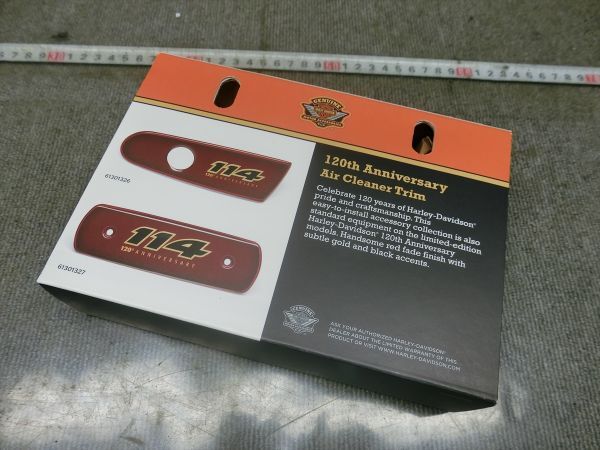 GENUINE
114
120 ANNIVERSARY
61301326
114
120th ANNIVERSARY
61301327
120th Anniversary
Air Cleaner Trim
Celebrate 120 years of Harley-Davidson®
pride and craftsmanship. This
easy-to-install accessory collection is also
standard equipment on the limited-edition
Harley-Davidson® 120th Anniversary
models. Handsome red fade finish with
subtle gold and black accents.
ASK YOUR AUTHORIZED HARLEY-DAVIDSON®
DEALER ABOUT THE LIMITED WARRANTY OF THIS
PRODUCT OR VISIT WWW.HARLEY-DAVIDSON.COM